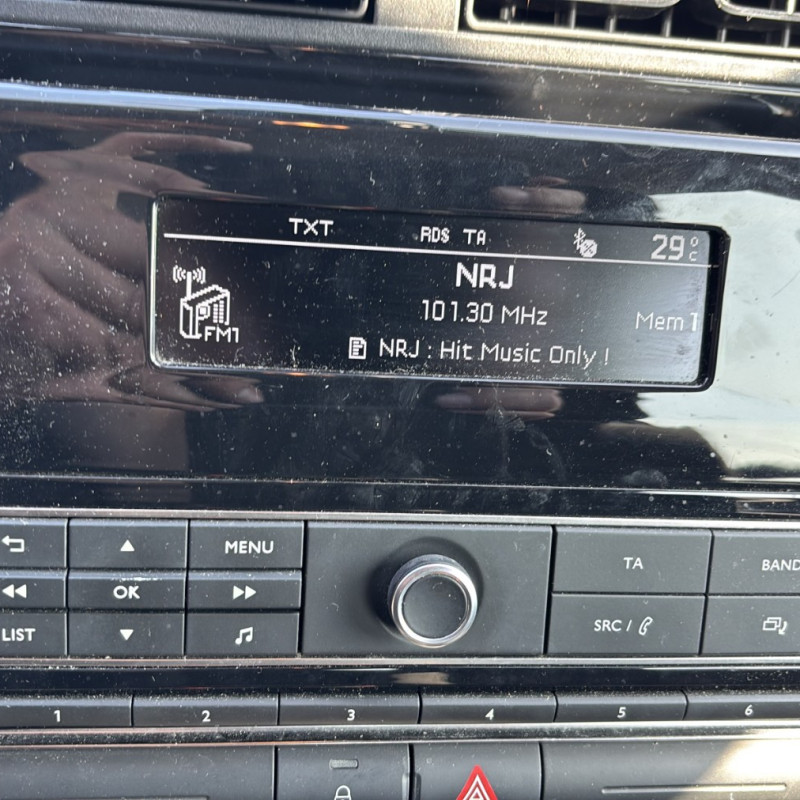 TXT RDS TA 29°C
NRJ
101.30 MHz Mem 1
FM1
NRJ : Hit Music Only !
MENU
TA
BAND
OK
LIST
SRC /
1 2 3 4 5 6